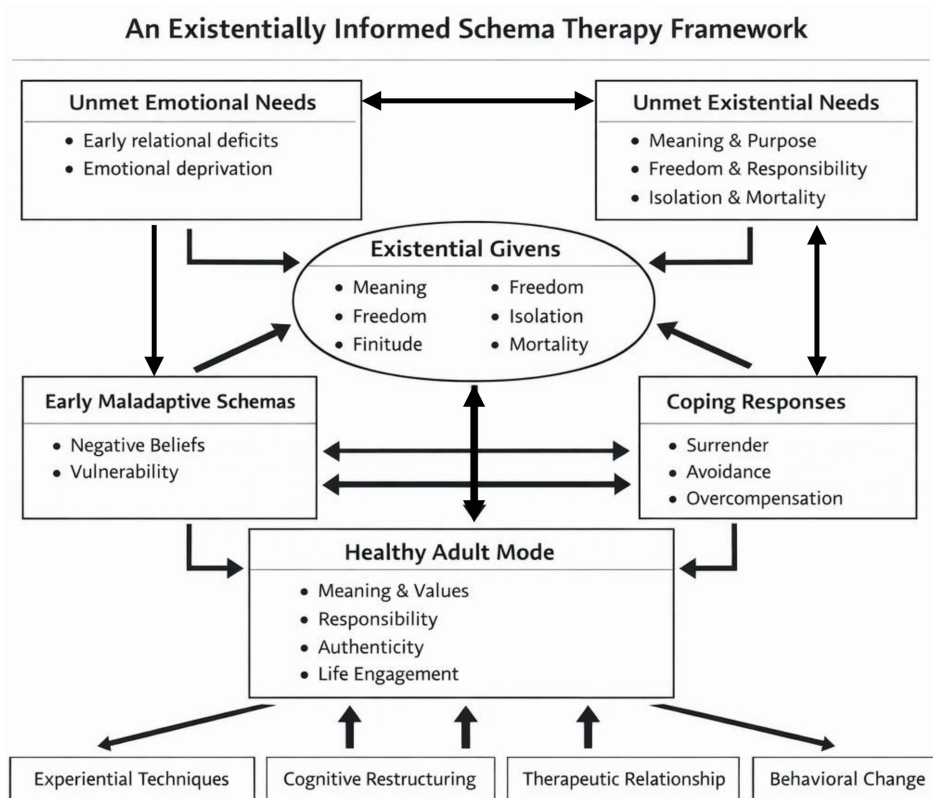 An Existentially Informed Schema Therapy Framework
Unmet Emotional Needs
• Early relational deficits
• Emotional deprivation
Unmet Existential Needs
• Meaning & Purpose
• Freedom & Responsibility
• Isolation & Mortality
Existential Givens
• Meaning
• Freedom
• Finitude
• Freedom
• Isolation
• Mortality
Early Maladaptive Schemas
• Negative Beliefs
• Vulnerability
Coping Responses
• Surrender
• Avoidance
• Overcompensation
Healthy Adult Mode
• Meaning & Values
• Responsibility
• Authenticity
• Life Engagement
Experiential Techniques
Cognitive Restructuring
Therapeutic Relationship
Behavioral Change